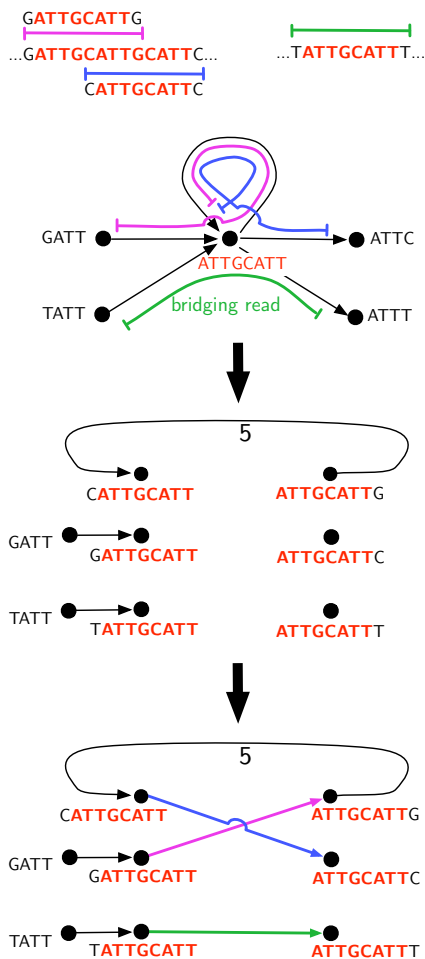 GATTGCATTG
...GATTGCATTGCATTC...
...TATTGCATTT...
CATTGCATTC
GATT
ATTC
ATTGCATT
TATT
bridging read
ATTT
5
CATTGCATT
ATTGCATTG
GATT
GATTGCATT
ATTGCATTC
TATT
TATTGCATT
ATTGCATTT
5
CATTGCATT
ATTGCATTG
GATT
GATTGCATT
ATTGCATTC
TATT
TATTGCATT
ATTGCATTT